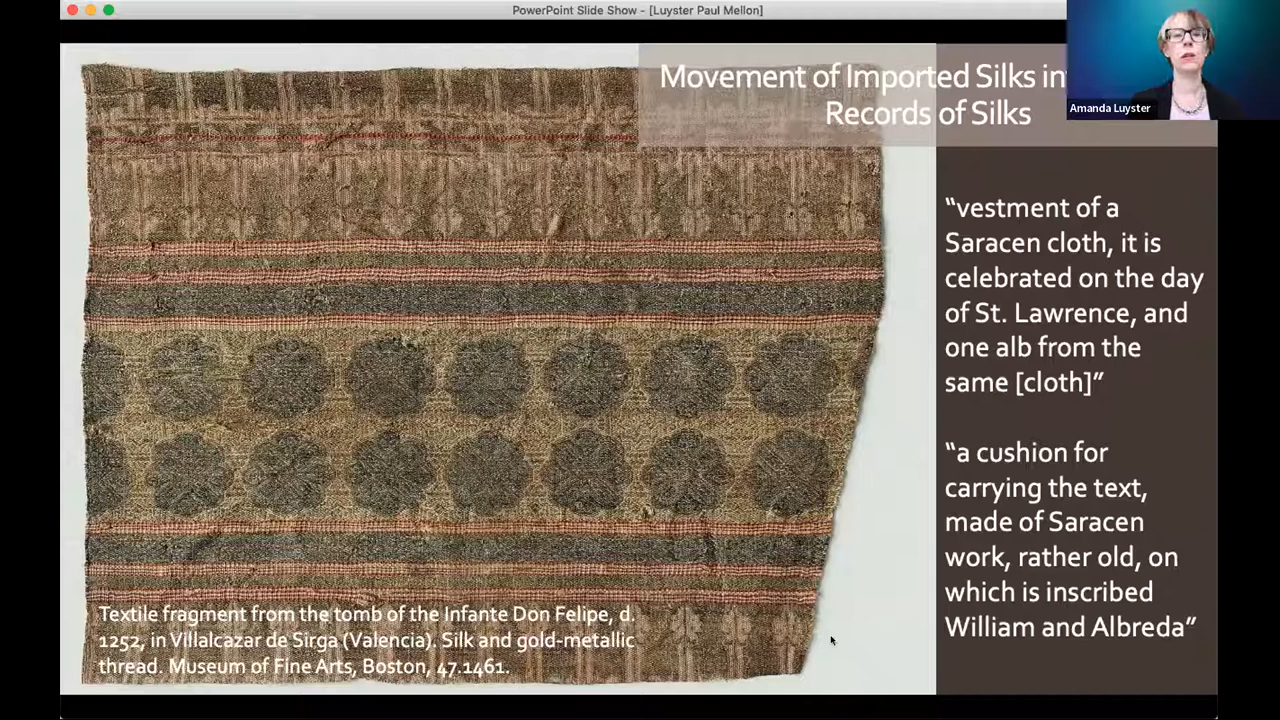 PowerPoint Slide Show - [Luyster Paul Mellon]
Movement of Imported Silks in
Records of Silks
Amanda Luyster
“vestment of a
Saracen cloth, it is
celebrated on the day
of St. Lawrence, and
one alb from the
same [cloth]”
“a cushion for
carrying the text,
made of Saracen
work, rather old, on
which is inscribed
William and Albreda”
Textile fragment from the tomb of the Infante Don Felipe, d.
1252, in Villalcazar de Sirga (Valencia). Silk and gold-metallic
thread. Museum of Fine Arts, Boston, 47.1461.